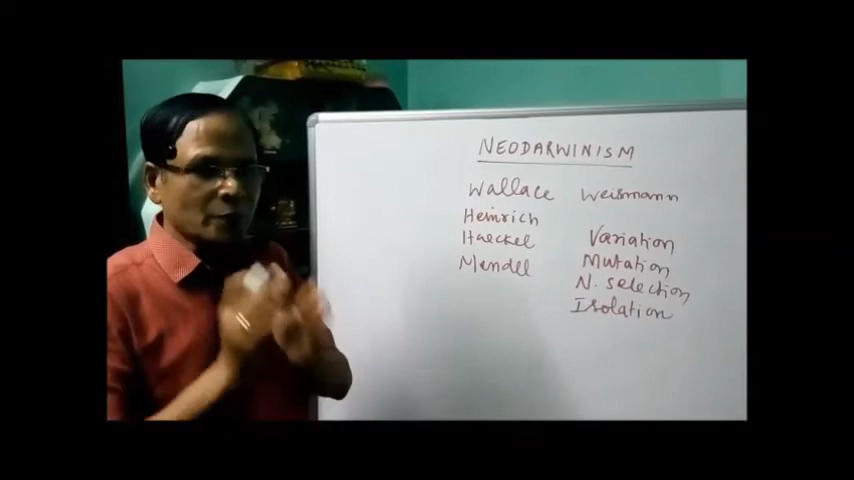 NEODARWINISM
Wallace Weismann
Heinrich
Haeckel Variation
Mendel Mutation
N. selection
Isolation